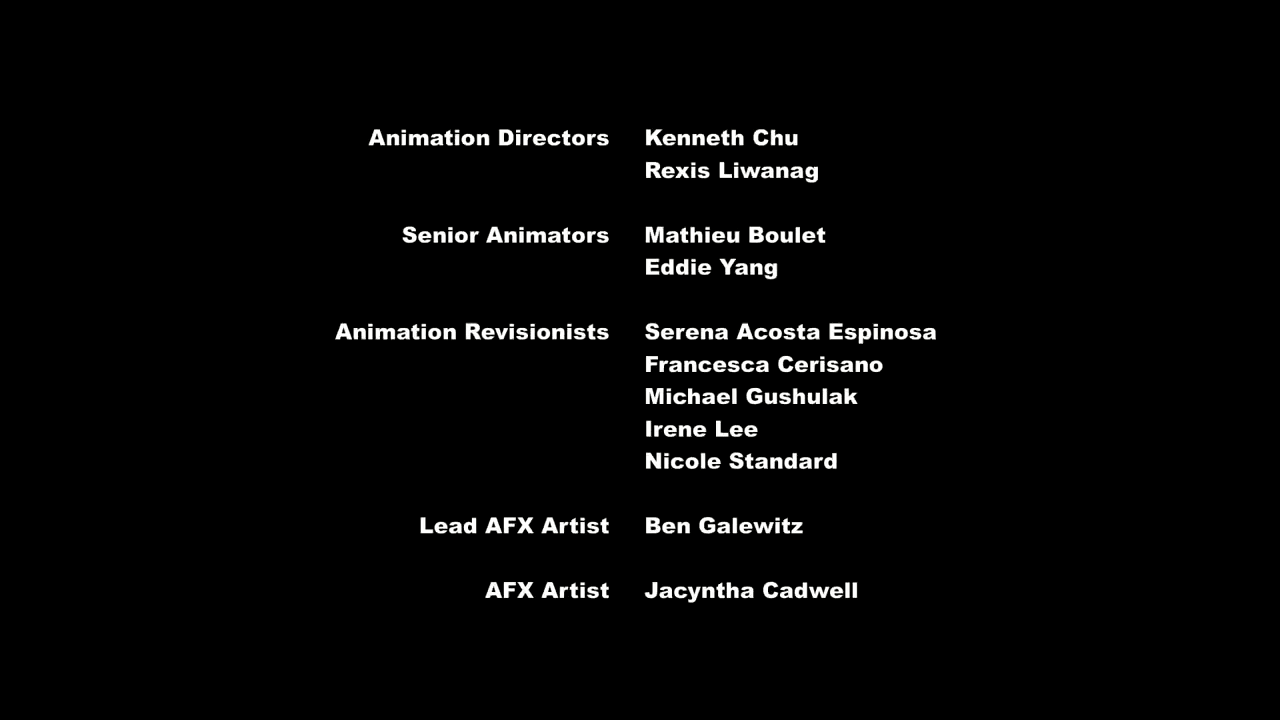 Animation Directors Kenneth Chu
Rexis Liwanag
Senior Animators Mathieu Boulet
Eddie Yang
Animation Revisionists Serena Acosta Espinosa
Francesca Cerisano
Michael Gushulak
Irene Lee
Nicole Standard
Lead AFX Artist Ben Galewitz
AFX Artist Jacyntha Cadwell